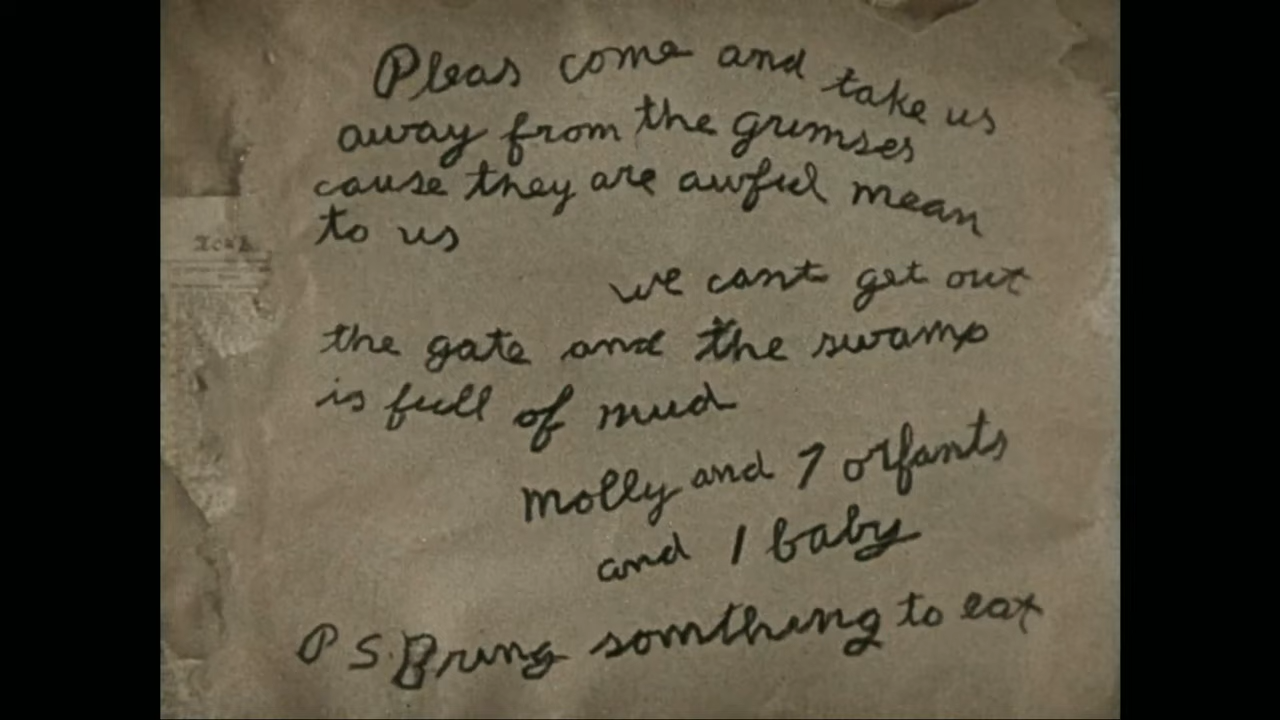 Pleas come and take us
away from the grimses
cause they are awful mean
to us
we cant get out
the gate and the swamp
is full of mud
Molly and 7 orfants
and 1 baby
P S. Bring somthing to eat